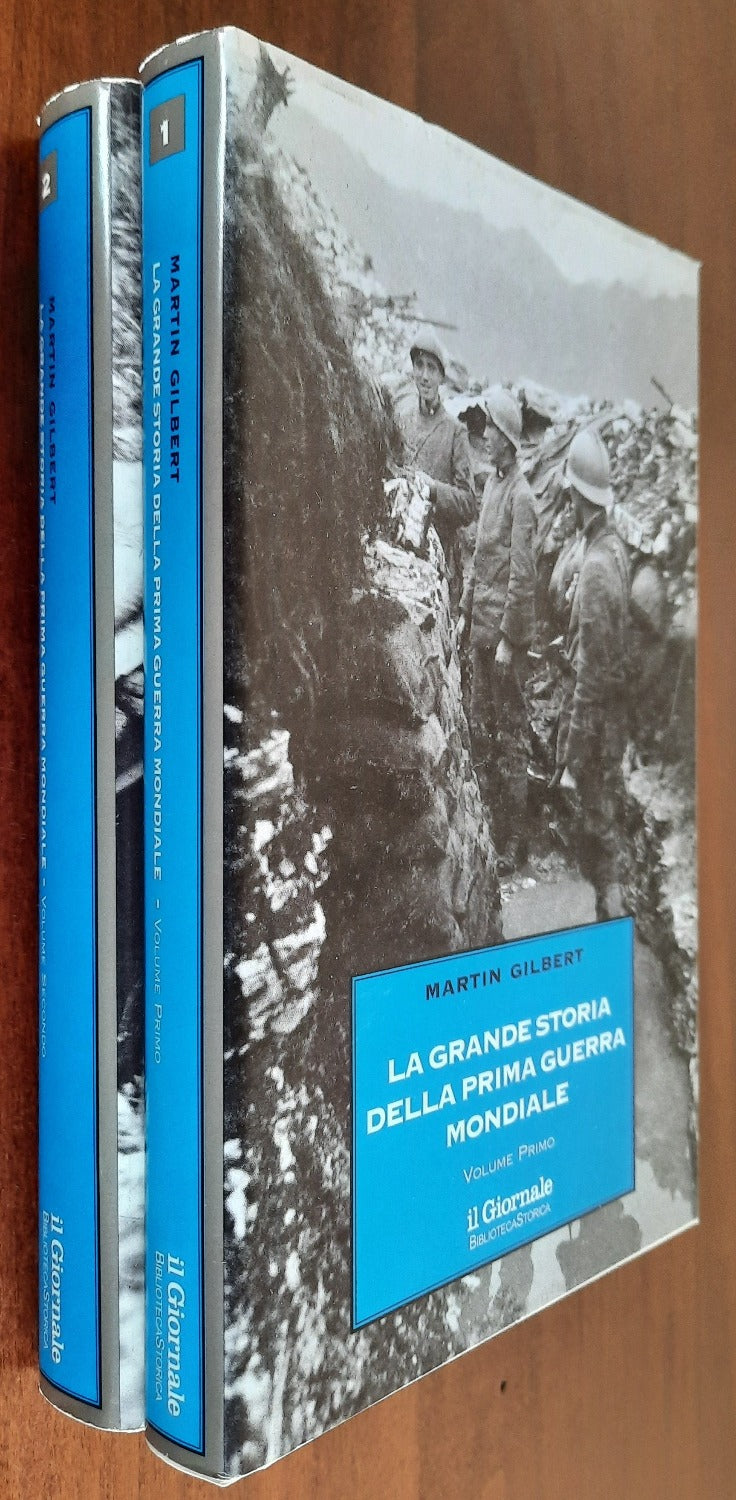 2
MARTIN GILBERT
LA GRANDE STORIA DELLA PRIMA GUERRA MONDIALE - VOLUME SECONDO
il Giornale
BIBLIOTECASTORICA
1
MARTIN GILBERT
LA GRANDE STORIA DELLA PRIMA GUERRA MONDIALE - VOLUME PRIMO
il Giornale
BIBLIOTECASTORICA
MARTIN GILBERT
LA GRANDE STORIA
DELLA PRIMA GUERRA
MONDIALE
VOLUME PRIMO
il Giornale
BIBLIOTECASTORICA